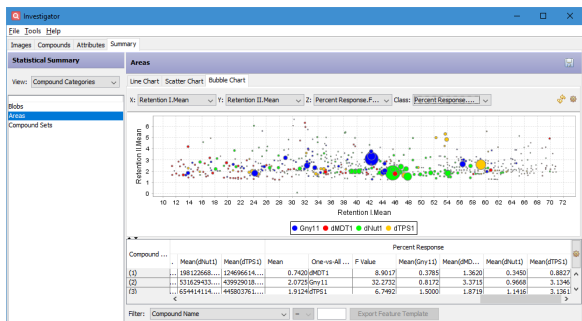 Investigator
File Tools Help
Images Compounds Attributes Summary
Statistical Summary
Areas
View: Compound Categories
Line Chart Scatter Chart Bubble Chart
X: Retention I.Mean Y: Retention II.Mean Z: Percent Response.F... Class: Percent Response....
Blobs
Areas
Compound Sets
Retention II.Mean
6
5
4
3
2
1
0
10 12 14 16 18 20 22 24 26 28 30 32 34 36 38 40 42 44 46 48 50 52 54 56 58 60 62 64 66 68 70 72
Retention I.Mean
Gny11 dMDT1 dNut1 dTPS1
Compound ...
Percent Response
. Mean(dNut1) Mean(dTPS1) Mean One-vs-All ... F Value Mean(Gny11) Mean(dMD... Mean(dNut1) Mean(dTPS1)
(1) 198122668.... 124696614.... 0.7420 dMDT1 8.9017 0.3785 1.3620 0.3450 0.8827
(2) 531629433.... 439929018.... 2.0725 Gny11 32.2732 0.8172 3.3715 0.9668 3.1346
(3) 654414114.... 445803761.... 1.9124 dTPS1 6.7492 1.5000 1.8719 1.1416 3.1361
Filter: Compound Name = Export Feature Template